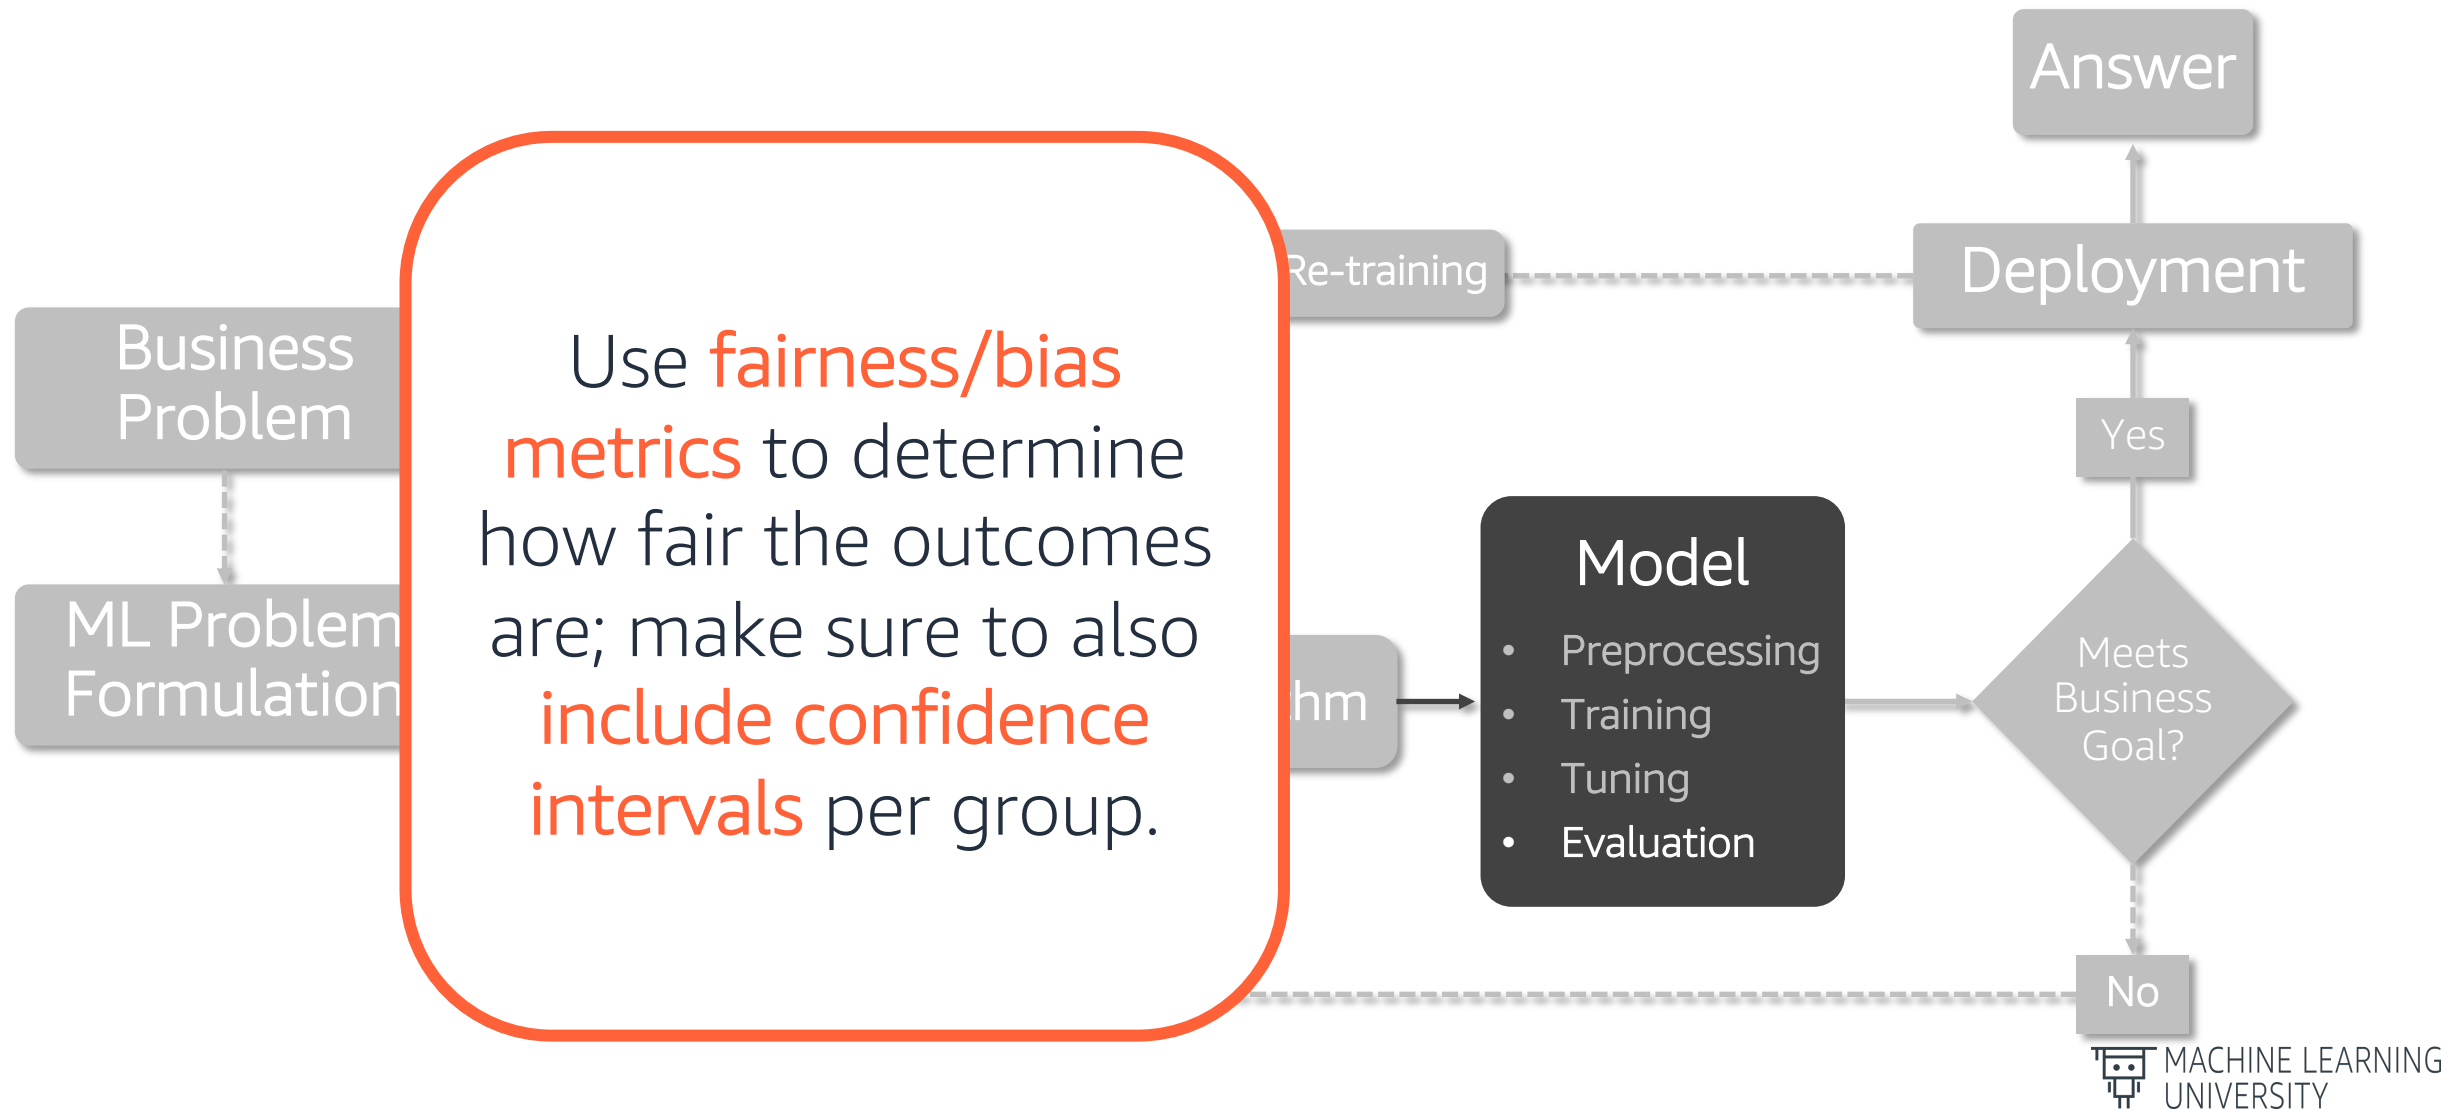 Answer
Re-training
Deployment
Business
Problem
Yes
Use fairness/bias
metrics to determine
how fair the outcomes
are; make sure to also
include confidence
intervals per group.
ML Problem
Formulation
hm
Model
• Preprocessing
• Training
• Tuning
• Evaluation
Meets
Business
Goal?
No
MACHINE LEARNING
UNIVERSITY